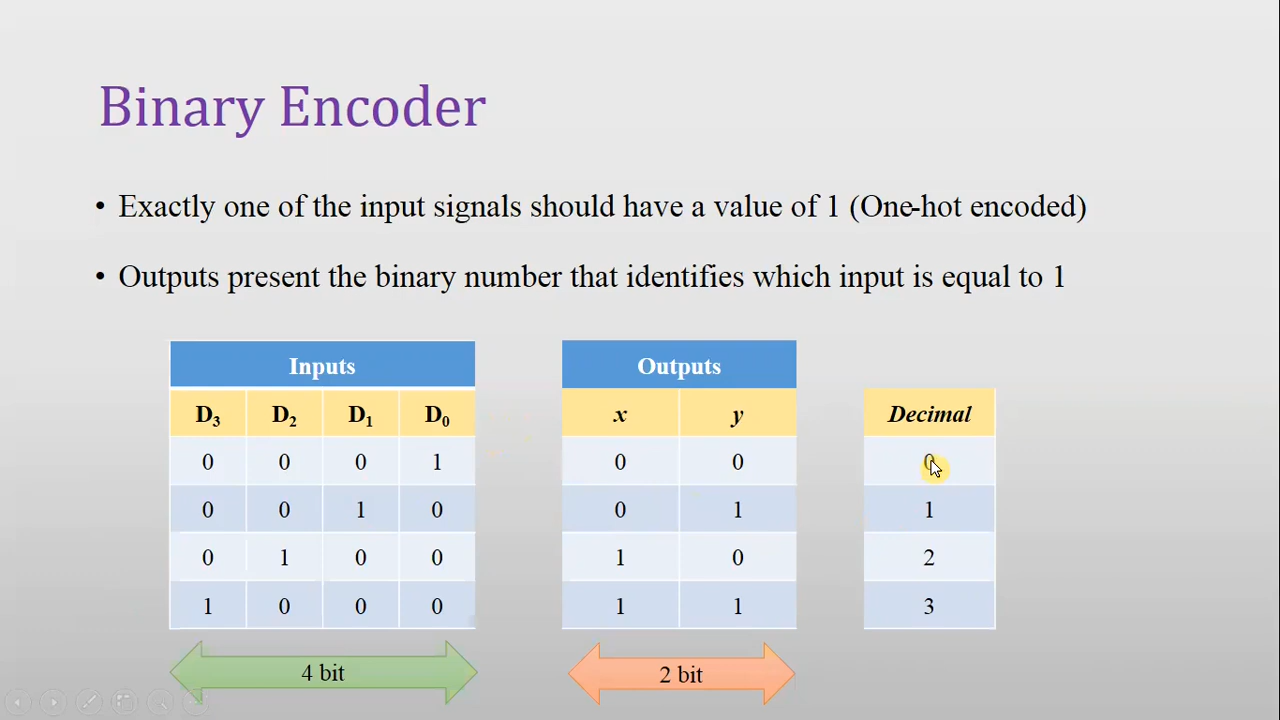 Binary Encoder
• Exactly one of the input signals should have a value of 1 (One-hot encoded)
• Outputs present the binary number that identifies which input is equal to 1
Inputs Outputs
D₃ D₂ D₁ D₀ x y Decimal
0 0 0 1 0 0 0
0 0 1 0 0 1 1
0 1 0 0 1 0 2
1 0 0 0 1 1 3
4 bit 2 bit